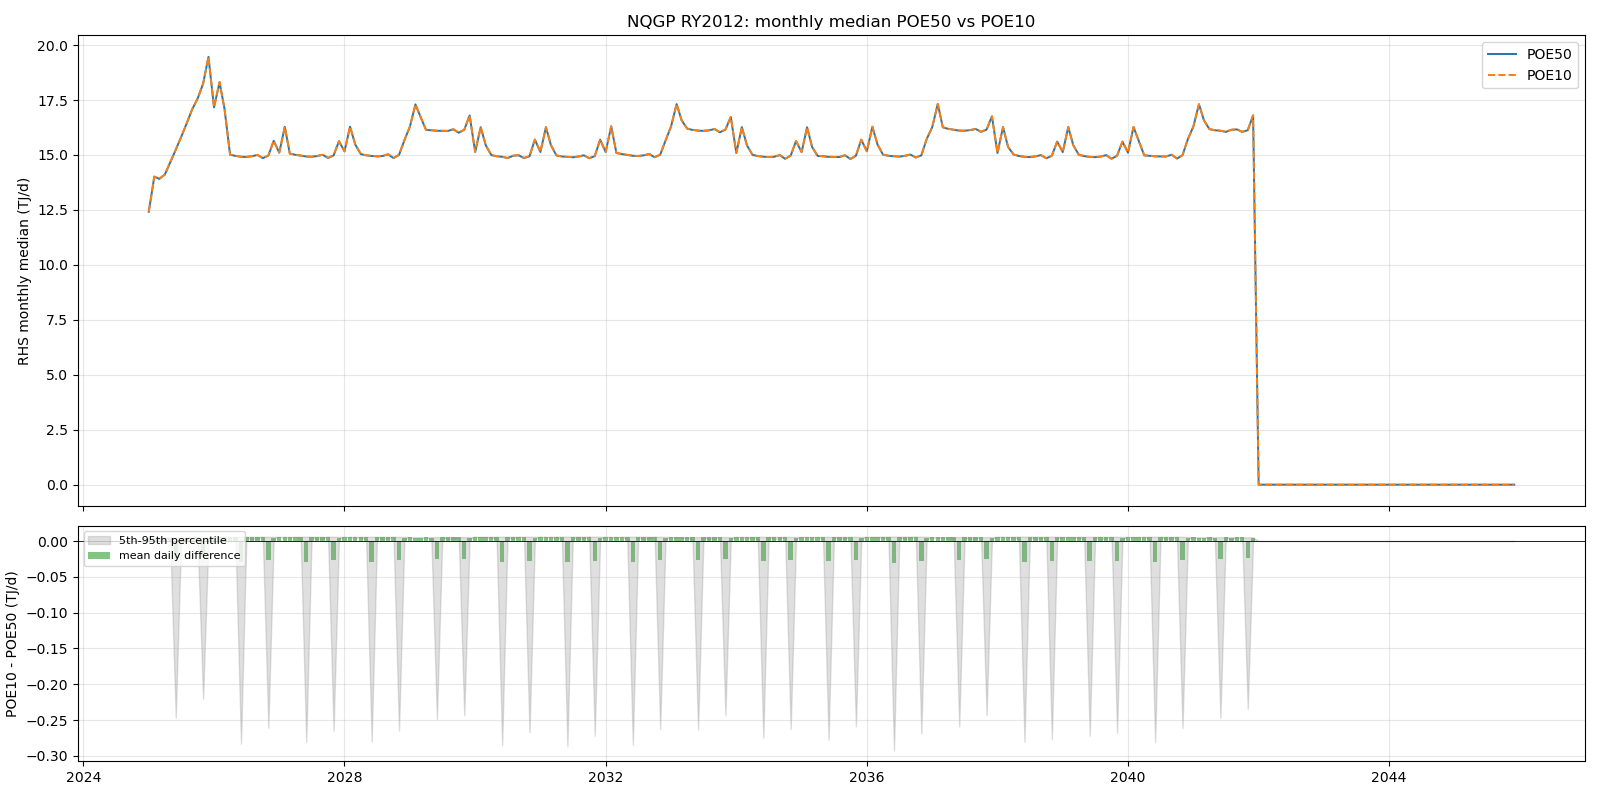 NQGP RY2012: monthly median POE50 vs POE10
RHS monthly median (TJ/d)
20.0
17.5
15.0
12.5
10.0
7.5
5.0
2.5
0.0
POE50
POE10
POE10 - POE50 (TJ/d)
0.00
−0.05
−0.10
−0.15
−0.20
−0.25
−0.30
5th-95th percentile
mean daily difference
2024 2028 2032 2036 2040 2044